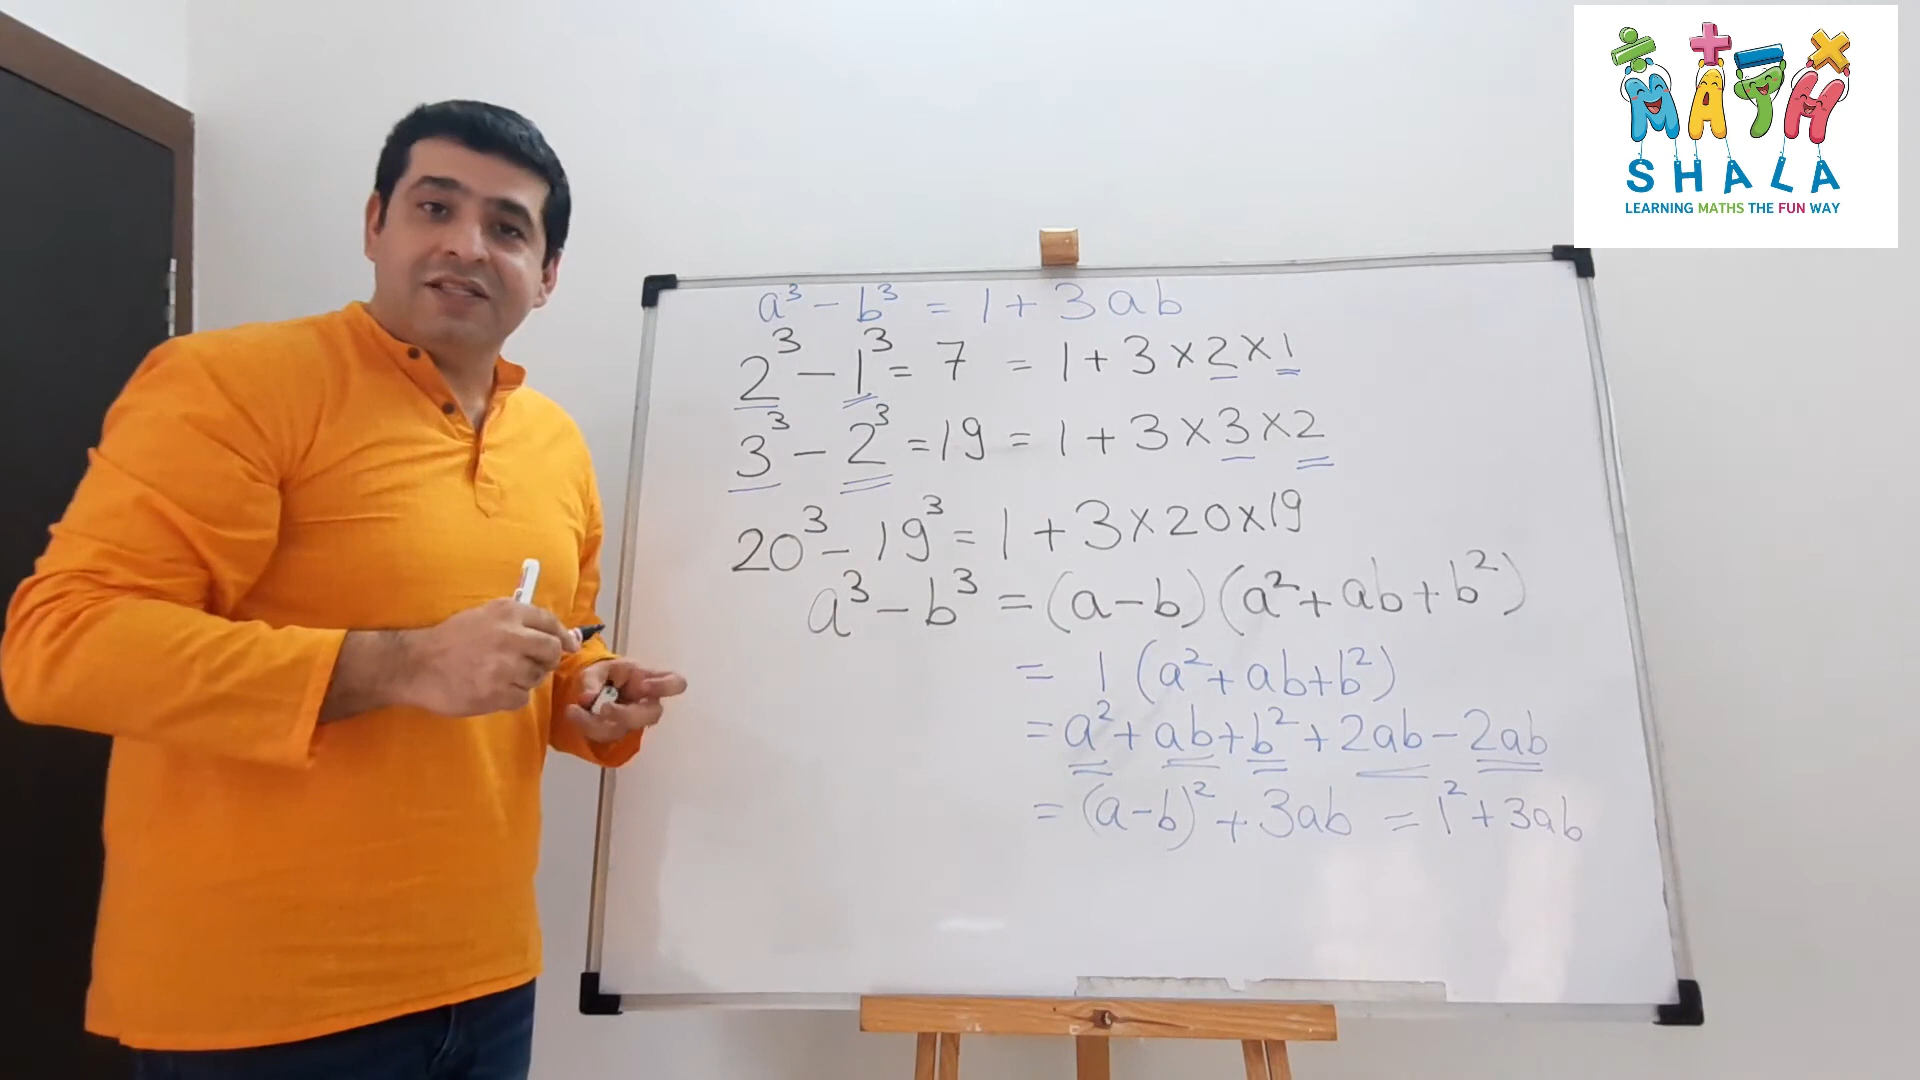 MATH
SHALA
LEARNING MATHS THE FUN WAY
a³ - b³ = 1 + 3ab
2³ - 1³ = 7 = 1 + 3 × 2 × 1
3³ - 2³ = 19 = 1 + 3 × 3 × 2
20³ - 19³ = 1 + 3 × 20 × 19
a³ - b³ = (a - b)(a² + ab + b²)
= 1 (a² + ab + b²)
= a² + ab + b² + 2ab - 2ab
= (a - b)² + 3ab = 1² + 3ab